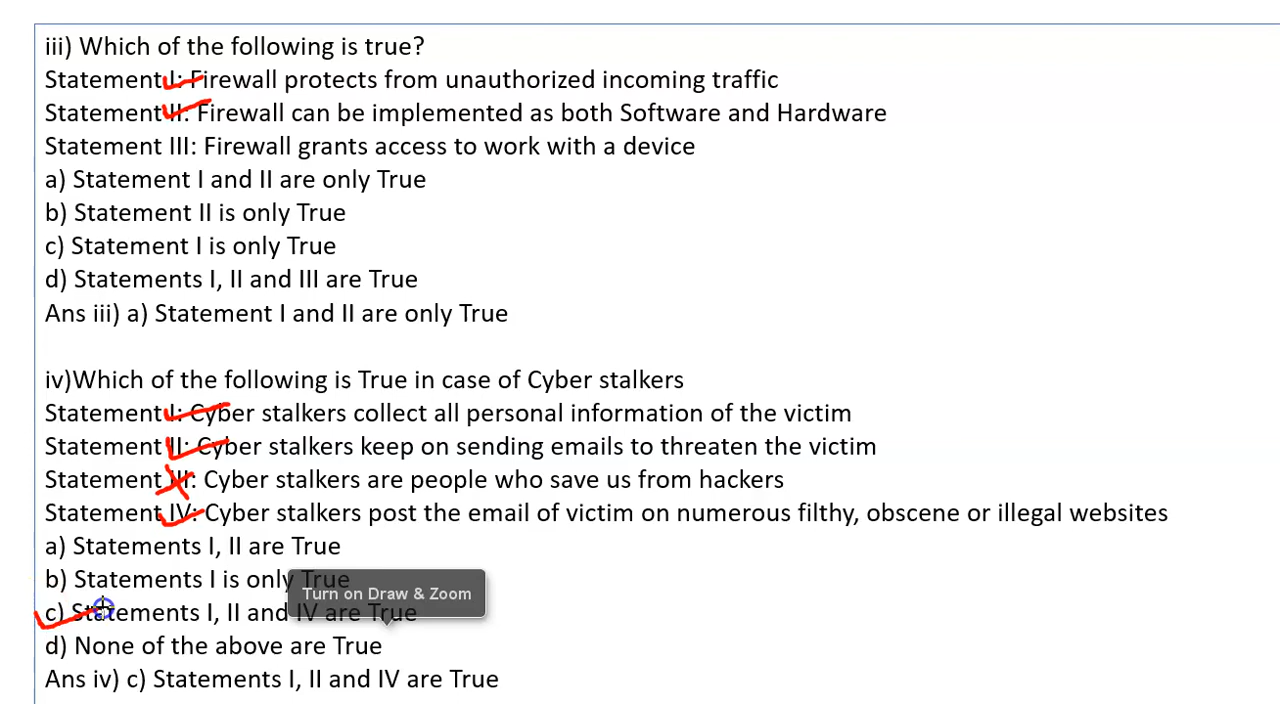 iii) Which of the following is true?
Statement I: Firewall protects from unauthorized incoming traffic
Statement II: Firewall can be implemented as both Software and Hardware
Statement III: Firewall grants access to work with a device
a) Statement I and II are only True
b) Statement II is only True
c) Statement I is only True
d) Statements I, II and III are True
Ans iii) a) Statement I and II are only True
iv)Which of the following is True in case of Cyber stalkers
Statement I: Cyber stalkers collect all personal information of the victim
Statement II: Cyber stalkers keep on sending emails to threaten the victim
Statement III: Cyber stalkers are people who save us from hackers
Statement IV: Cyber stalkers post the email of victim on numerous filthy, obscene or illegal websites
a) Statements I, II are True
b) Statements I is only True
Turn on Draw & Zoom
c) Statements I, II and IV are True
d) None of the above are True
Ans iv) c) Statements I, II and IV are True